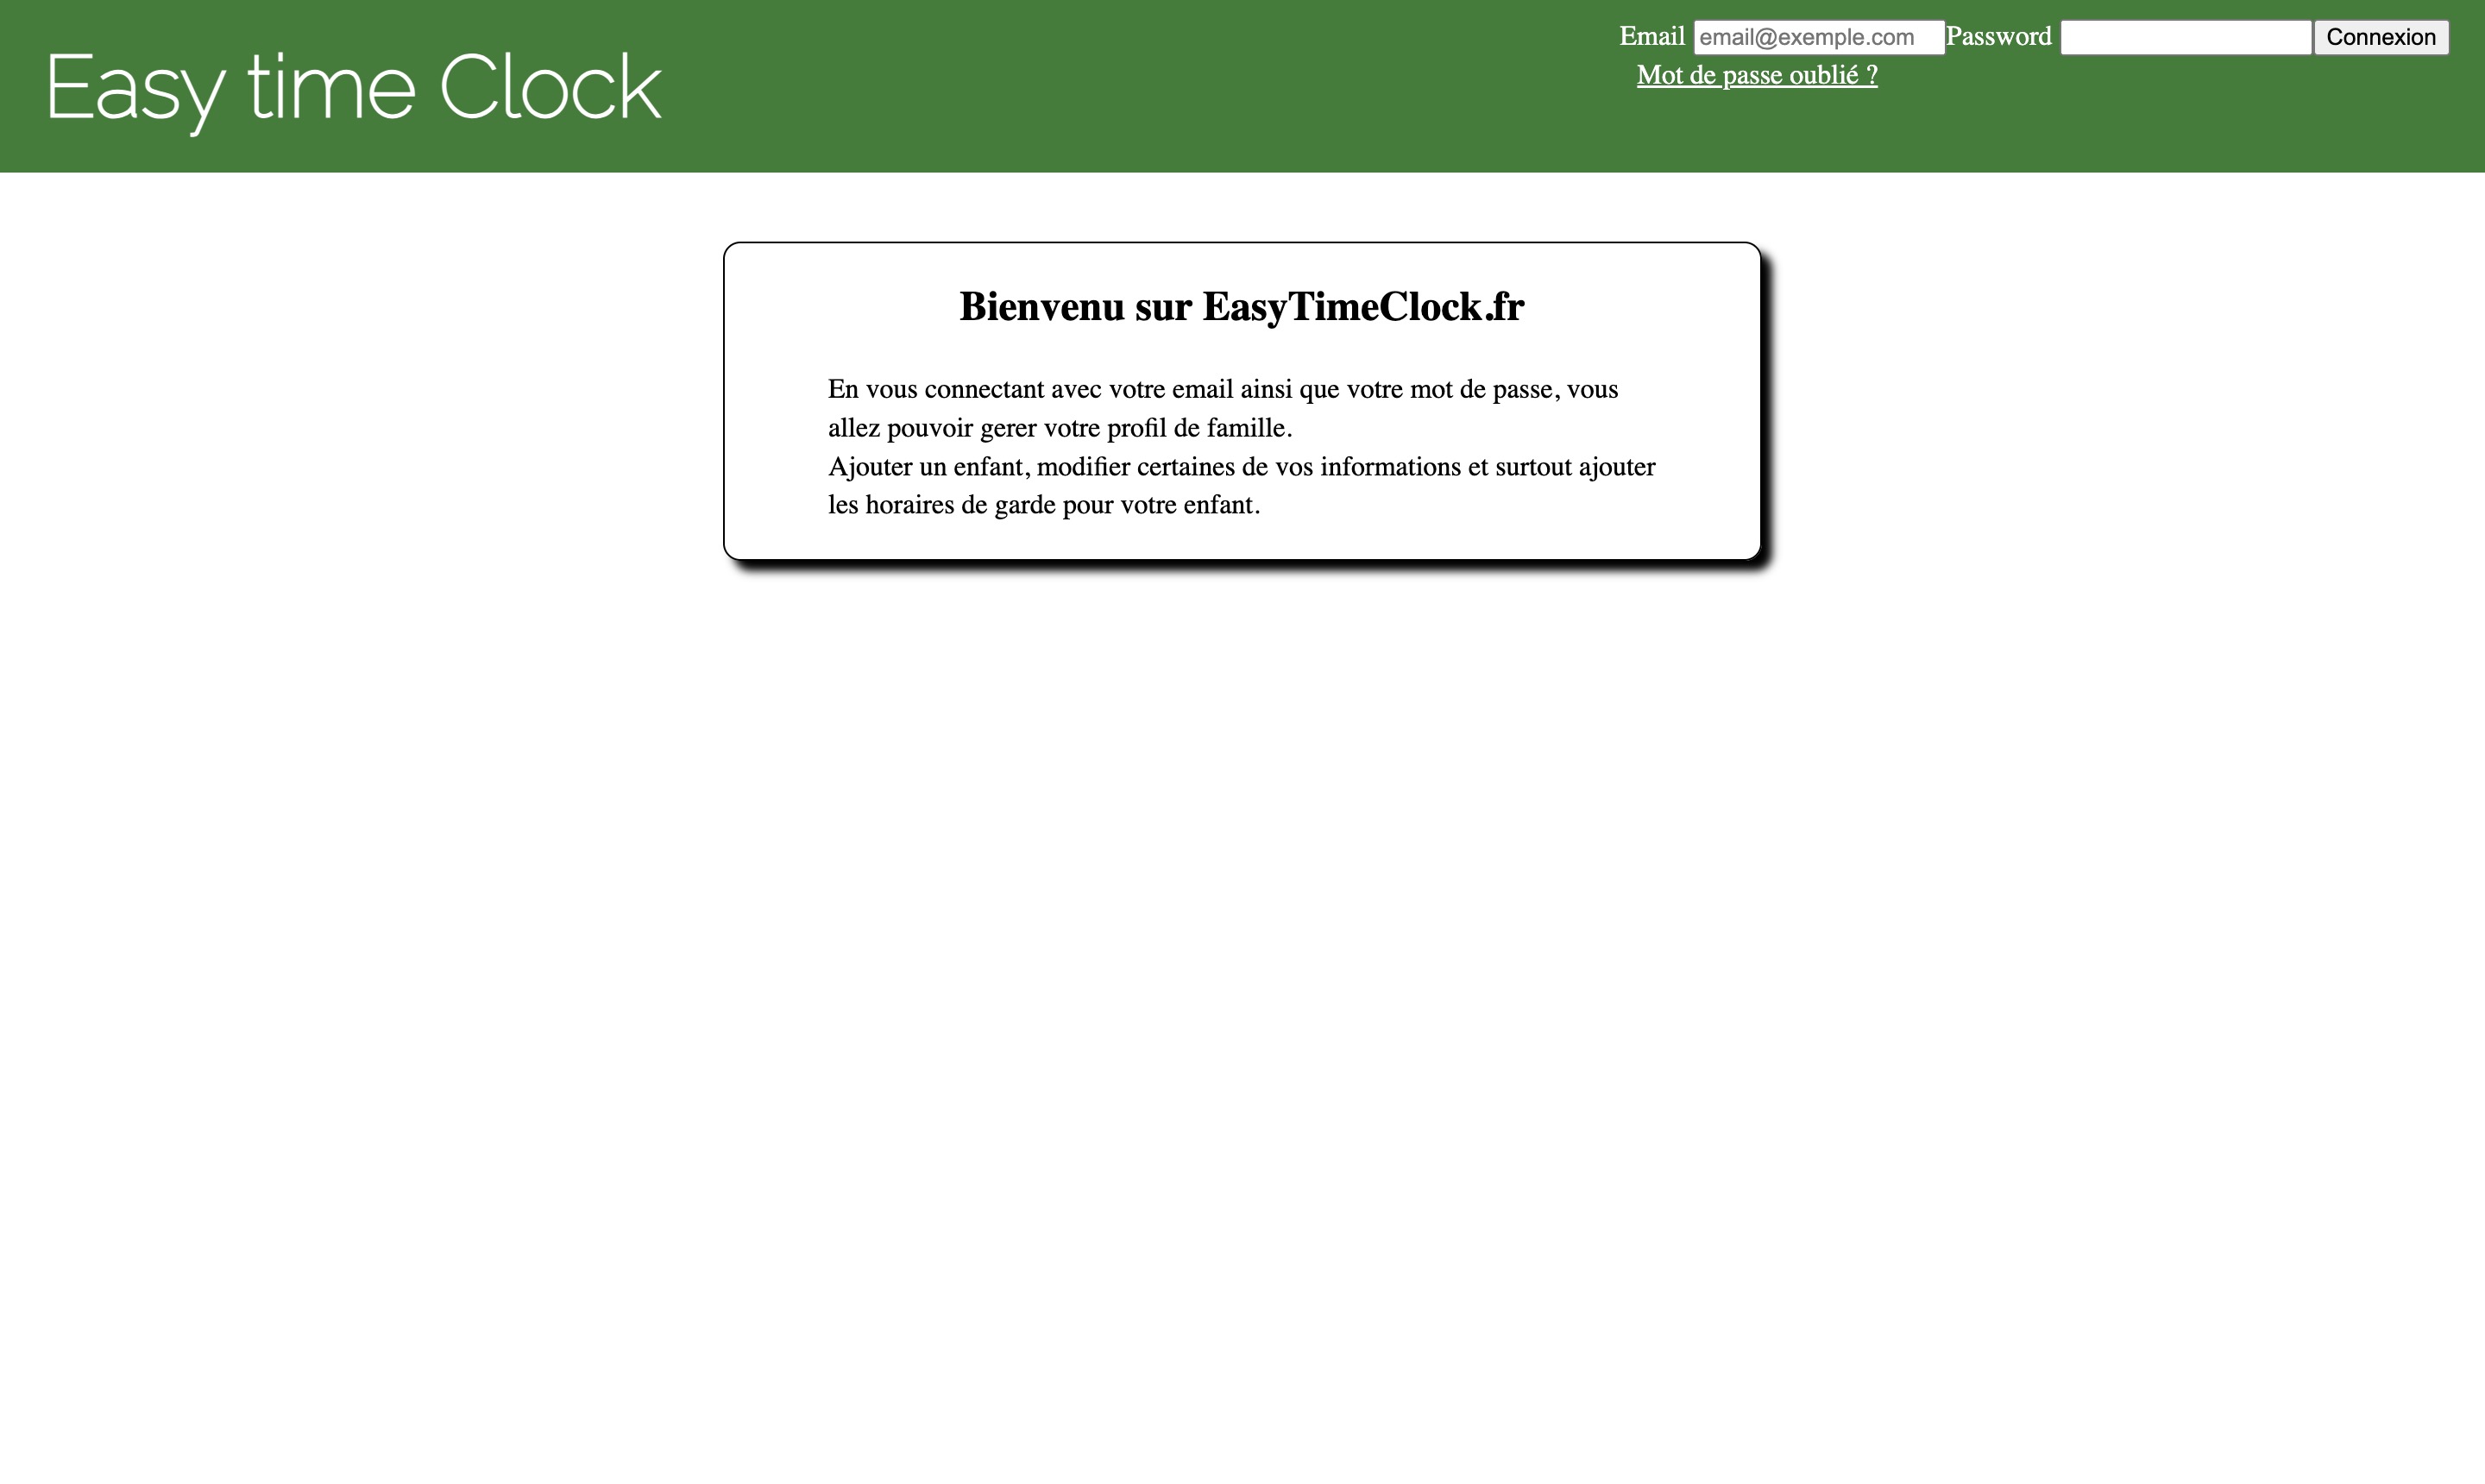 Easy time Clock
Email email@exemple.com Password Connexion
Mot de passe oublié ?
Bienvenu sur EasyTimeClock.fr
En vous connectant avec votre email ainsi que votre mot de passe, vous
allez pouvoir gerer votre profil de famille.
Ajouter un enfant, modifier certaines de vos informations et surtout ajouter
les horaires de garde pour votre enfant.